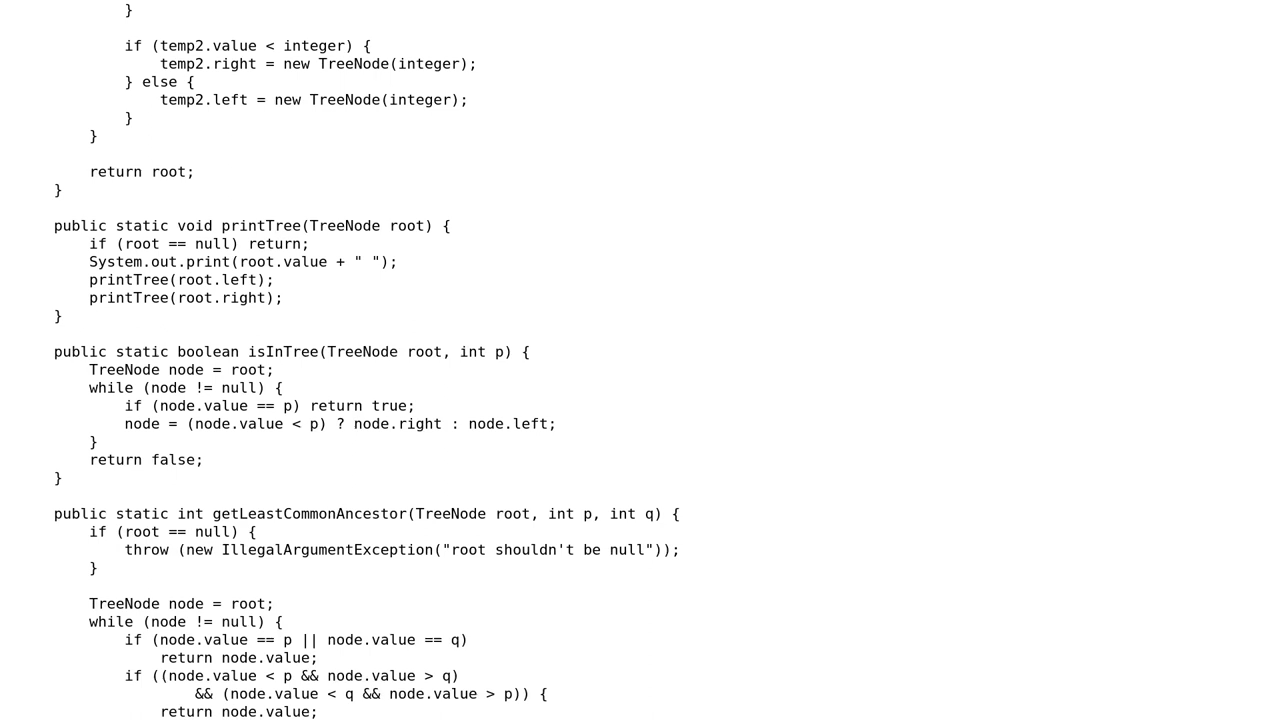 }
if (temp2.value < integer) {
temp2.right = new TreeNode(integer);
} else {
temp2.left = new TreeNode(integer);
}
}
return root;
}
public static void printTree(TreeNode root) {
if (root == null) return;
System.out.print(root.value + " ");
printTree(root.left);
printTree(root.right);
}
public static boolean isInTree(TreeNode root, int p) {
TreeNode node = root;
while (node != null) {
if (node.value == p) return true;
node = (node.value < p) ? node.right : node.left;
}
return false;
}
public static int getLeastCommonAncestor(TreeNode root, int p, int q) {
if (root == null) {
throw (new IllegalArgumentException("root shouldn't be null"));
}
TreeNode node = root;
while (node != null) {
if (node.value == p || node.value == q)
return node.value;
if ((node.value < p && node.value > q)
&& (node.value < q && node.value > p)) {
return node.value;